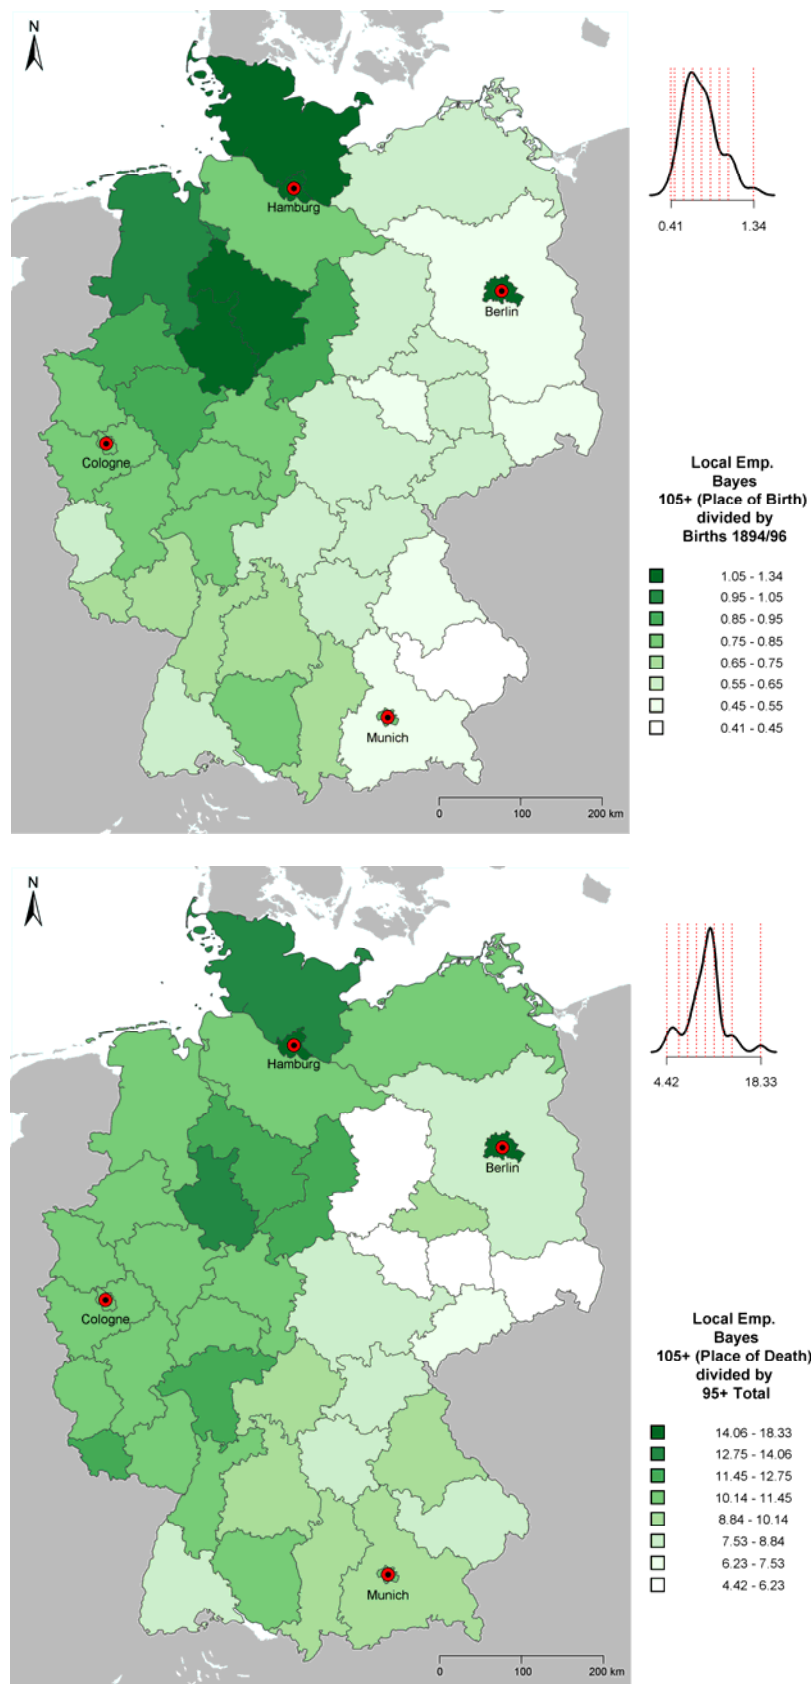 N
Hamburg
Berlin
Cologne
Munich
0 100 200 km
0.41 1.34
Local Emp.
Bayes
105+ (Place of Birth)
divided by
Births 1894/96
1.05 - 1.34
0.95 - 1.05
0.85 - 0.95
0.75 - 0.85
0.65 - 0.75
0.55 - 0.65
0.45 - 0.55
0.41 - 0.45
N
Hamburg
Berlin
Cologne
Munich
0 100 200 km
4.42 18.33
Local Emp.
Bayes
105+ (Place of Death)
divided by
95+ Total
14.06 - 18.33
12.75 - 14.06
11.45 - 12.75
10.14 - 11.45
8.84 - 10.14
7.53 - 8.84
6.23 - 7.53
4.42 - 6.23